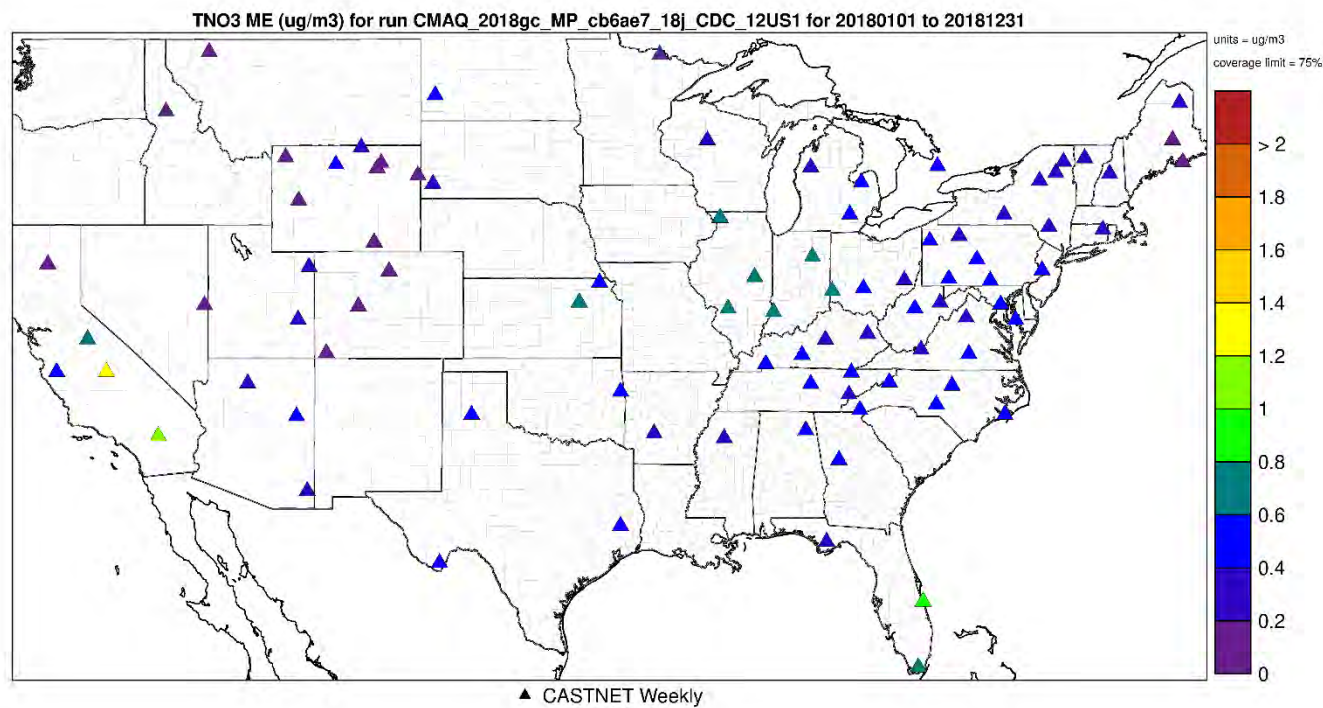 TNO3 ME (ug/m3) for run CMAQ_2018gc_MP_cb6ae7_18j_CDC_12US1 for 20180101 to 20181231
units = ug/m3
coverage limit = 75%
> 2
1.8
1.6
1.4
1.2
1
0.8
0.6
0.4
0.2
0
CASTNET Weekly